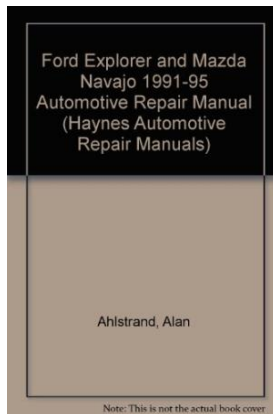 Ford Explorer and Mazda
Navajo 1991-95
Automotive Repair Manual
(Haynes Automotive
Repair Manuals)
Ahlstrand, Alan
Note: This is not the actual book cover